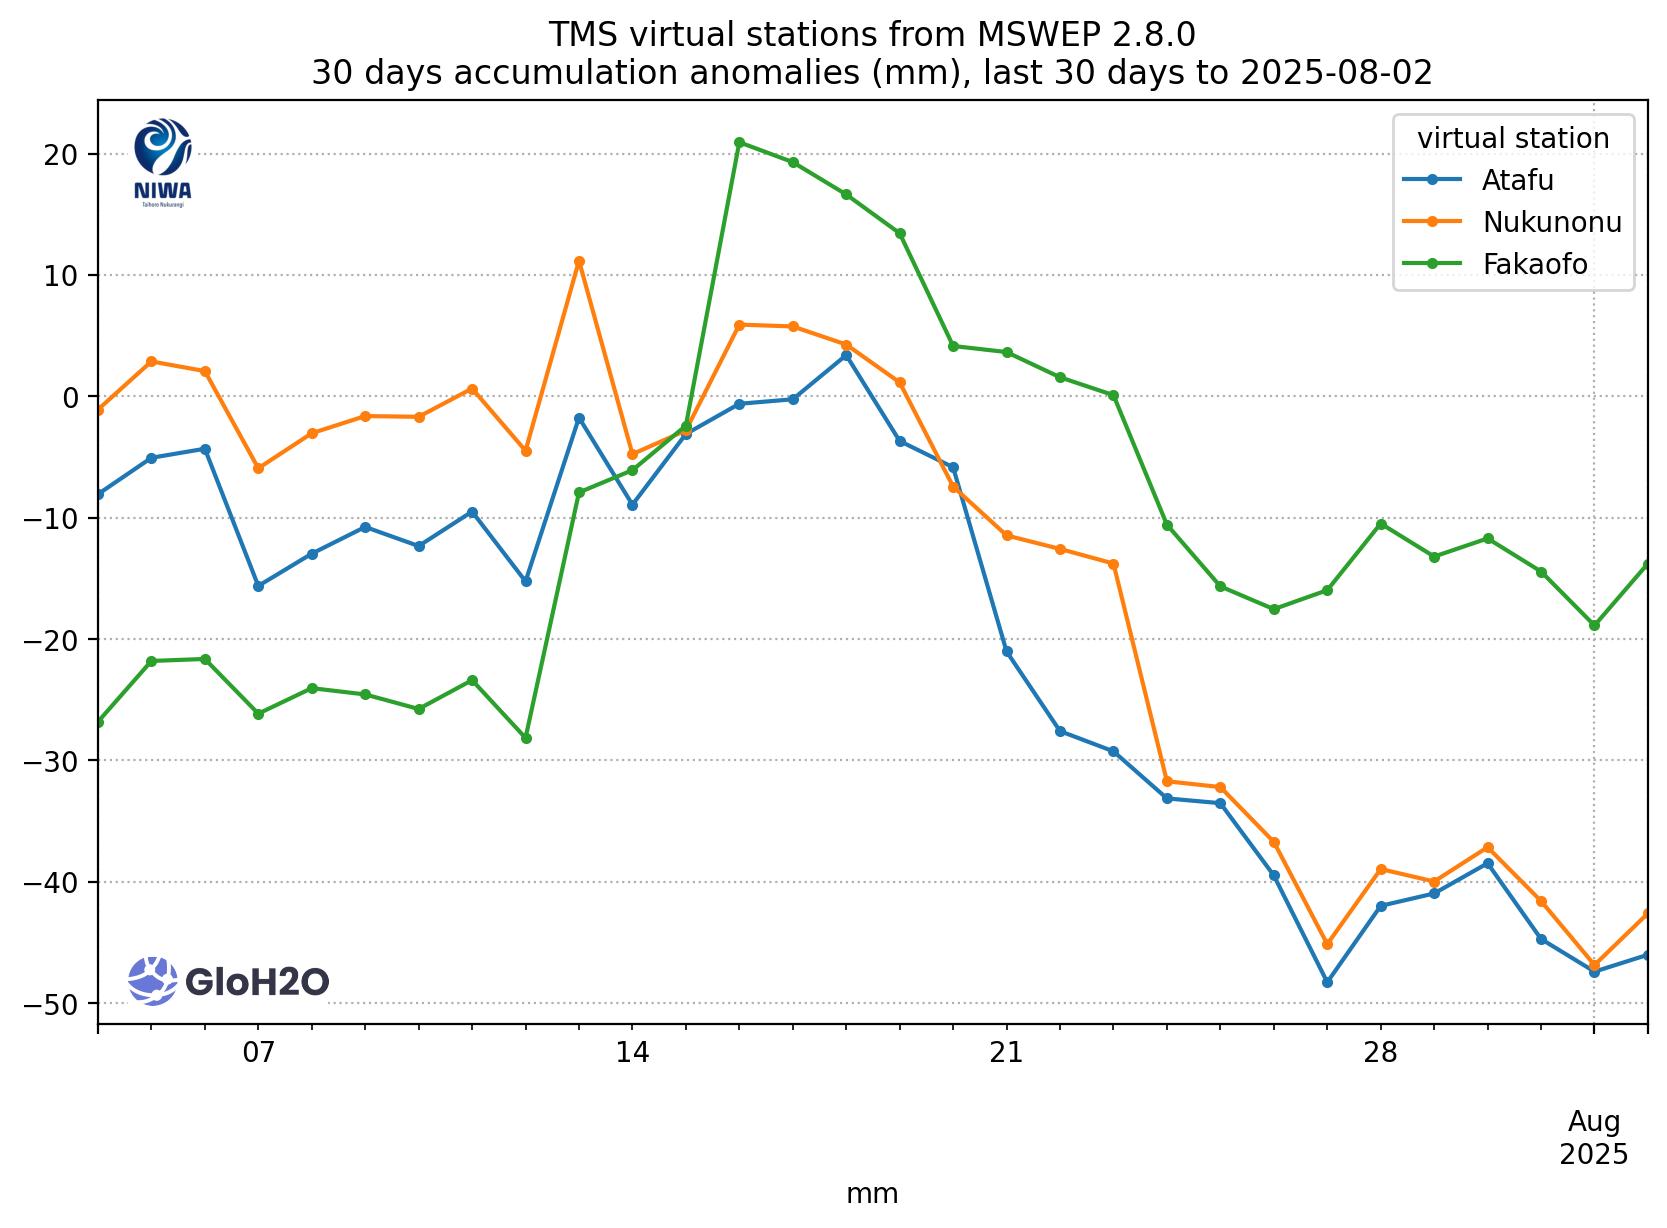 TMS virtual stations from MSWEP 2.8.0
30 days accumulation anomalies (mm), last 30 days to 2025-08-02
NIWA
Taihoro Nukurangi
virtual station
Atafu
Nukunonu
Fakaofo
20
10
0
−10
−20
−30
−40
−50
GloH2O
07
14
21
28
Aug
2025
mm